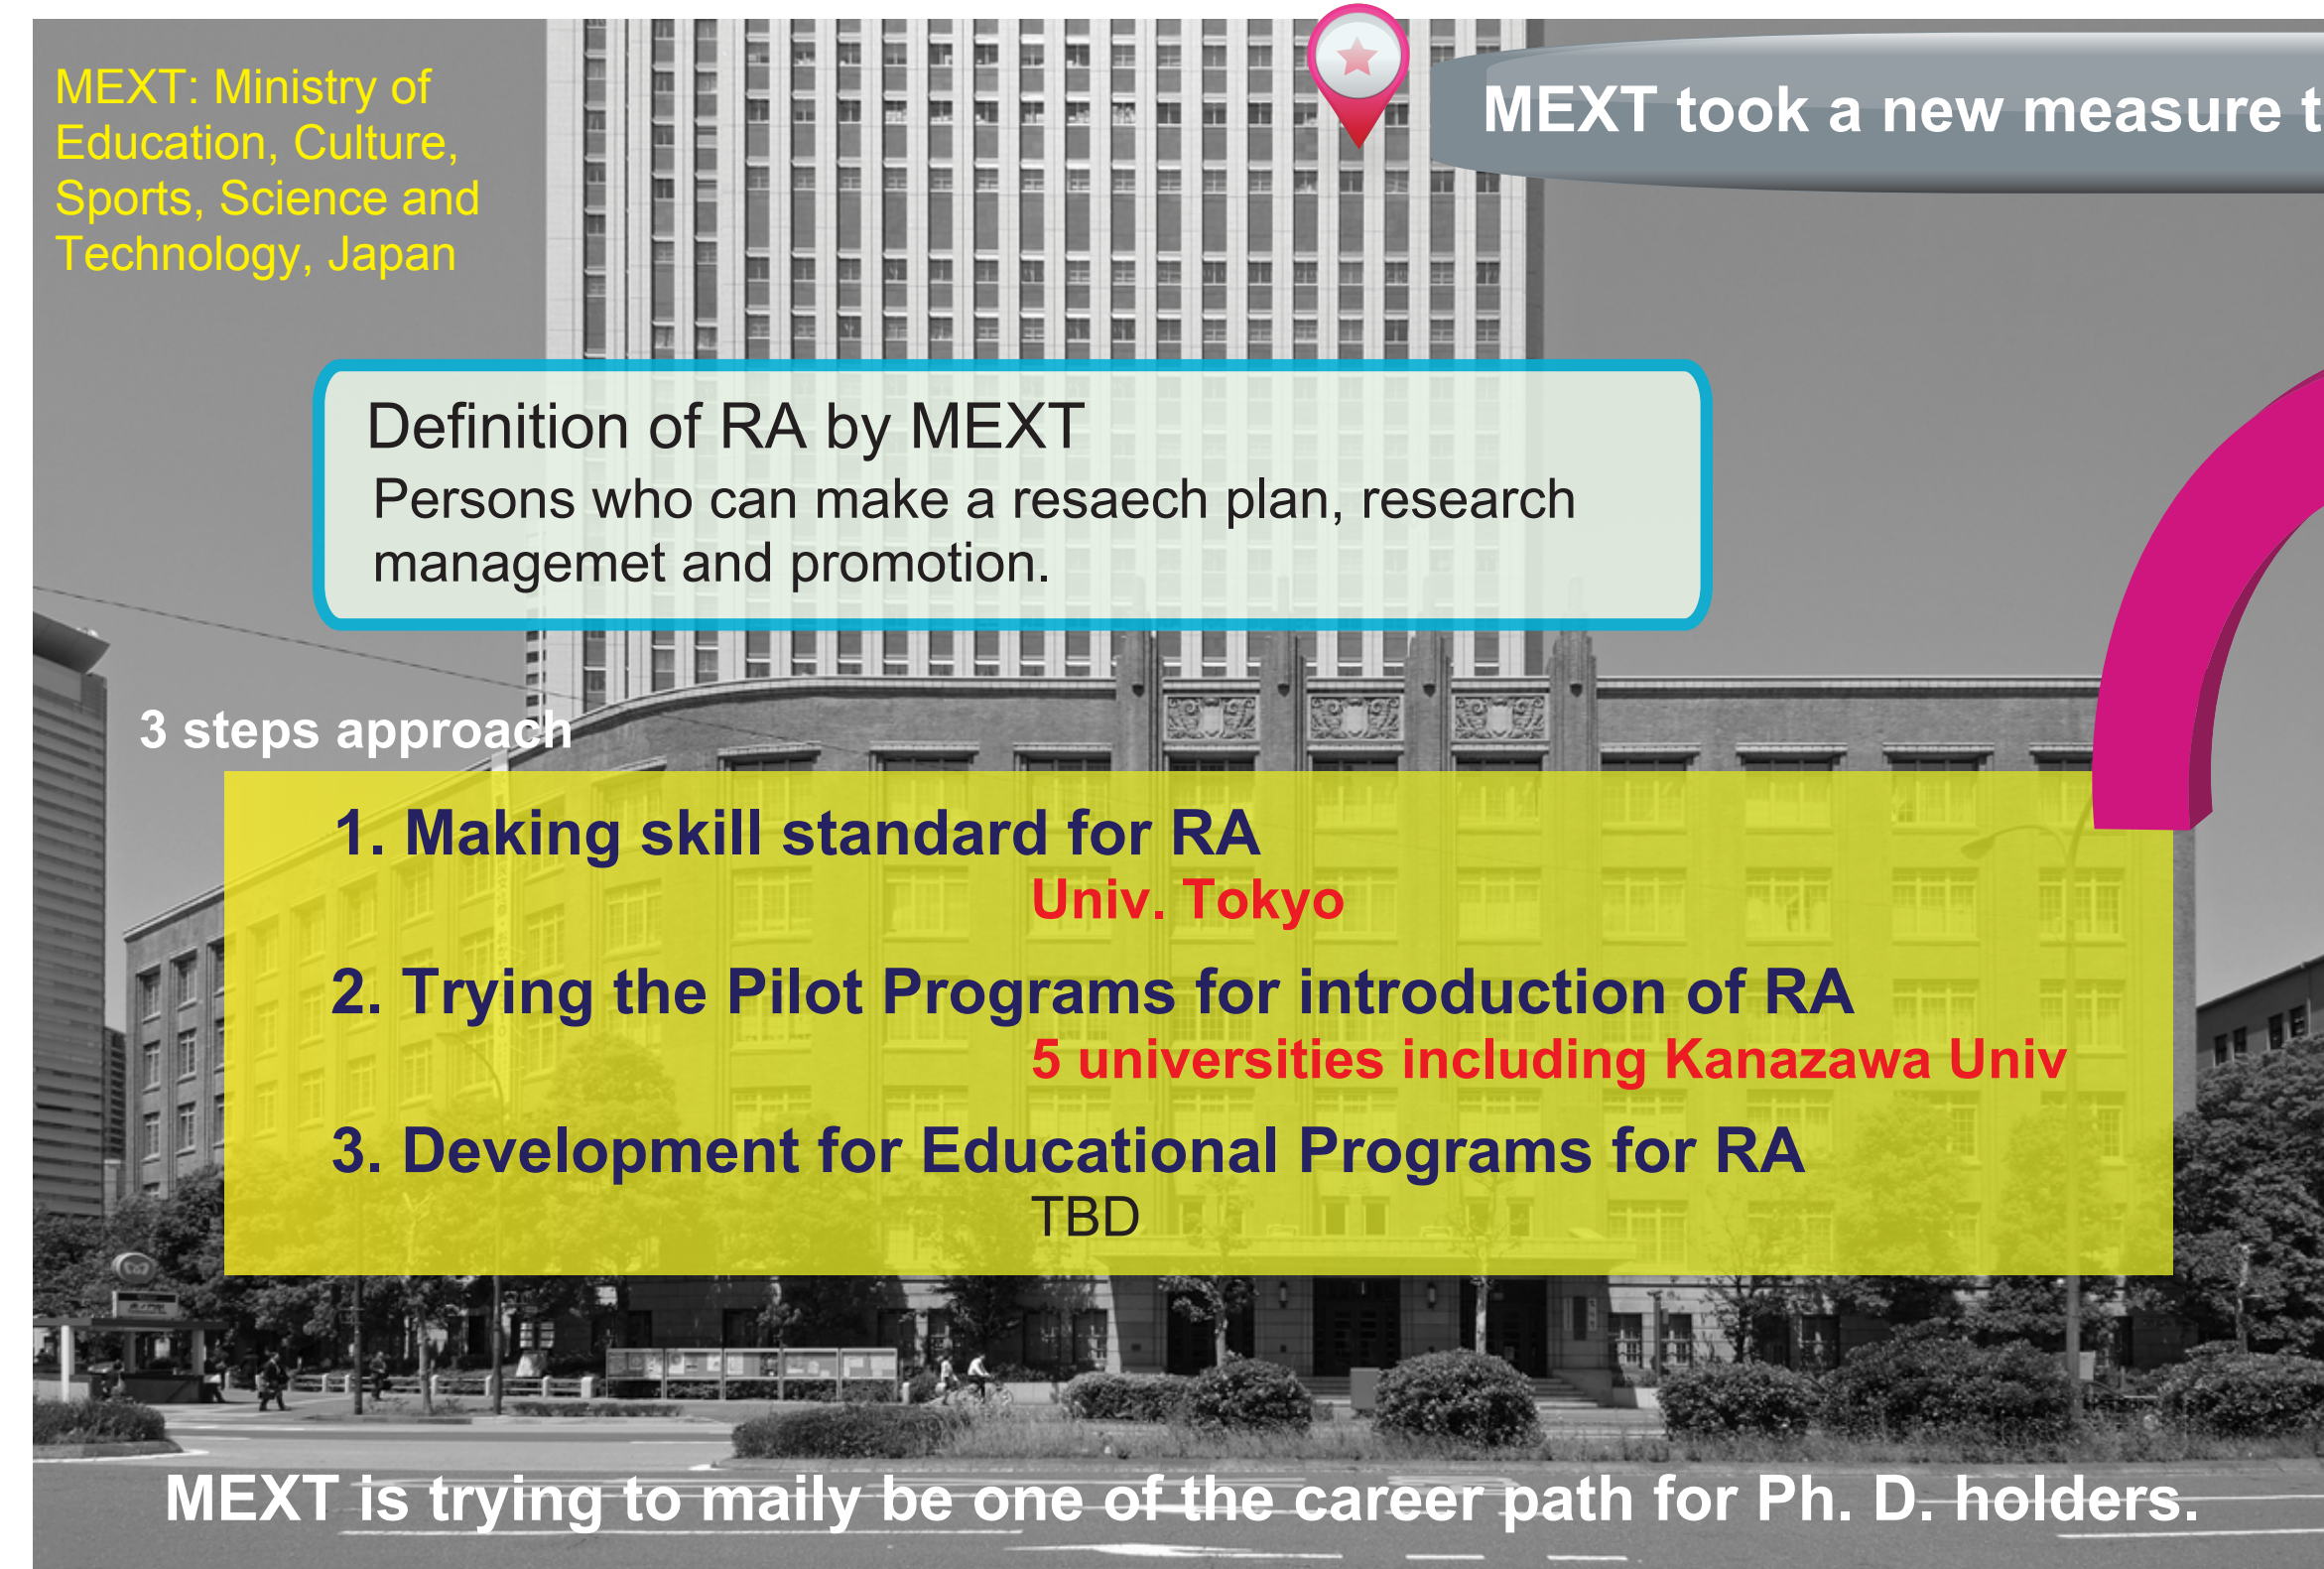 MEXT: Ministry of
Education, Culture,
Sports, Science and
Technology, Japan
MEXT took a new measure t
Definition of RA by MEXT
Persons who can make a resaech plan, research
managemet and promotion.
3 steps approach
1. Making skill standard for RA
Univ. Tokyo
2. Trying the Pilot Programs for introduction of RA
5 universities including Kanazawa Univ
3. Development for Educational Programs for RA
TBD
MEXT is trying to maily be one of the career path for Ph. D. holders.